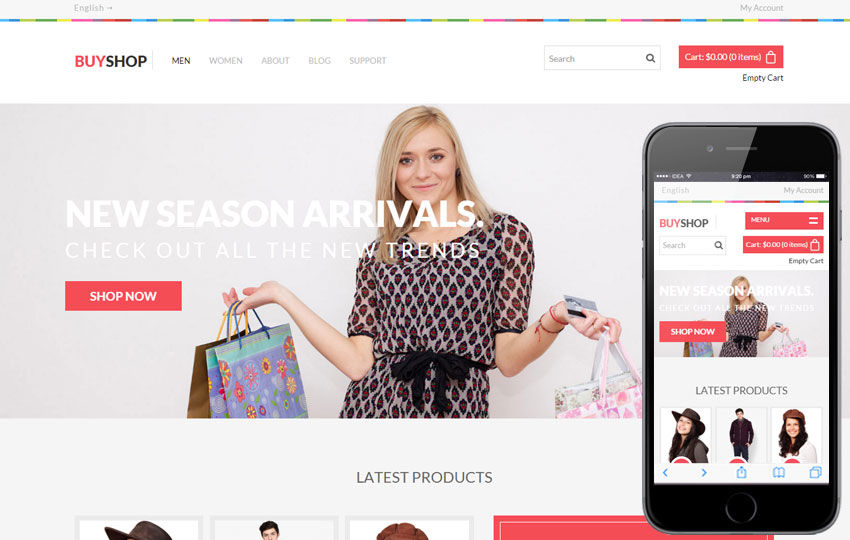 English →
My Account
BUYSHOP
MEN WOMEN ABOUT BLOG SUPPORT
Search
Cart: $0.00 (0 items)
Empty Cart
NEW SEASON ARRIVALS.
CHECK OUT ALL THE NEW TRENDS
SHOP NOW
LATEST PRODUCTS
IDEA 9:20 pm 90%
English
My Account
BUYSHOP
MENU
Search
Cart: $0.00 (0 items)
Empty Cart
NEW SEASON ARRIVALS.
CHECK OUT ALL THE NEW TRENDS
SHOP NOW
LATEST PRODUCTS